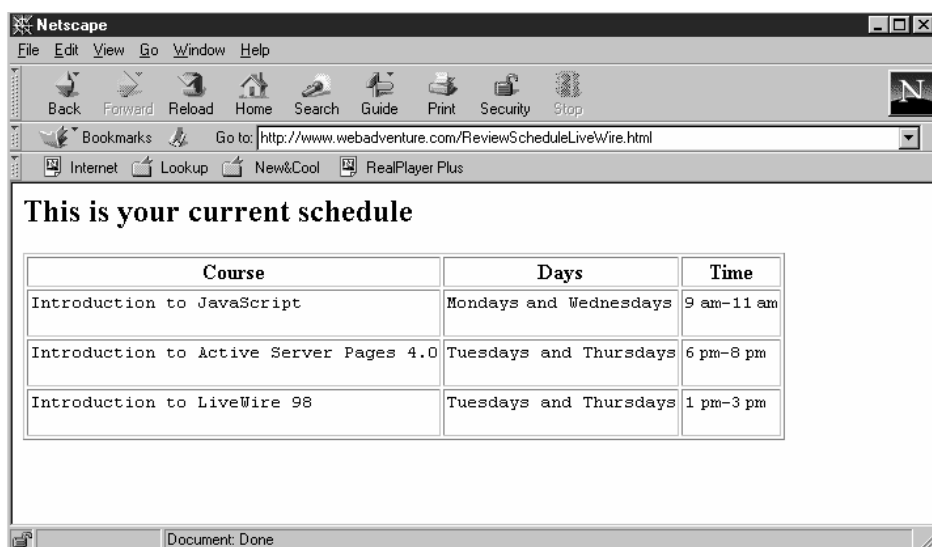 Netscape
File Edit View Go Window Help
Back Forward Reload Home Search Guide Print Security Stop
N
Bookmarks Go to: http://www.webadventure.com/ReviewScheduleLiveWire.html
Internet Lookup New&Cool RealPlayer Plus
This is your current schedule
Course Days Time
Introduction to JavaScript Mondays and Wednesdays 9 am–11 am
Introduction to Active Server Pages 4.0 Tuesdays and Thursdays 6 pm–8 pm
Introduction to LiveWire 98 Tuesdays and Thursdays 1 pm–3 pm
Document: Done